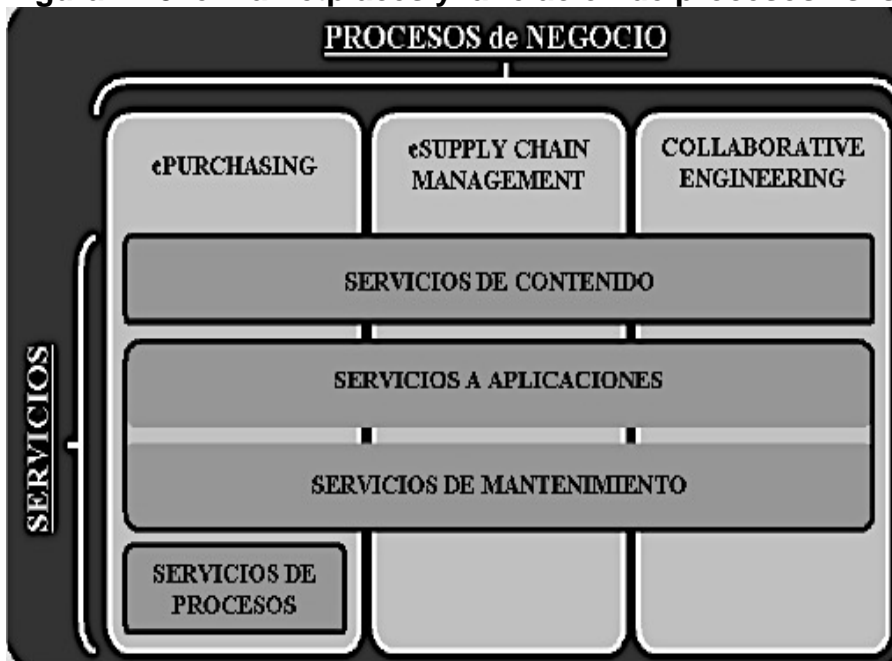 PROCESOS de NEGOCIO
ePURCHASING
eSUPPLY CHAIN
MANAGEMENT
COLLABORATIVE
ENGINEERING
SERVICIOS
SERVICIOS DE CONTENIDO
SERVICIOS A APLICACIONES
SERVICIOS DE MANTENIMIENTO
SERVICIOS DE
PROCESOS